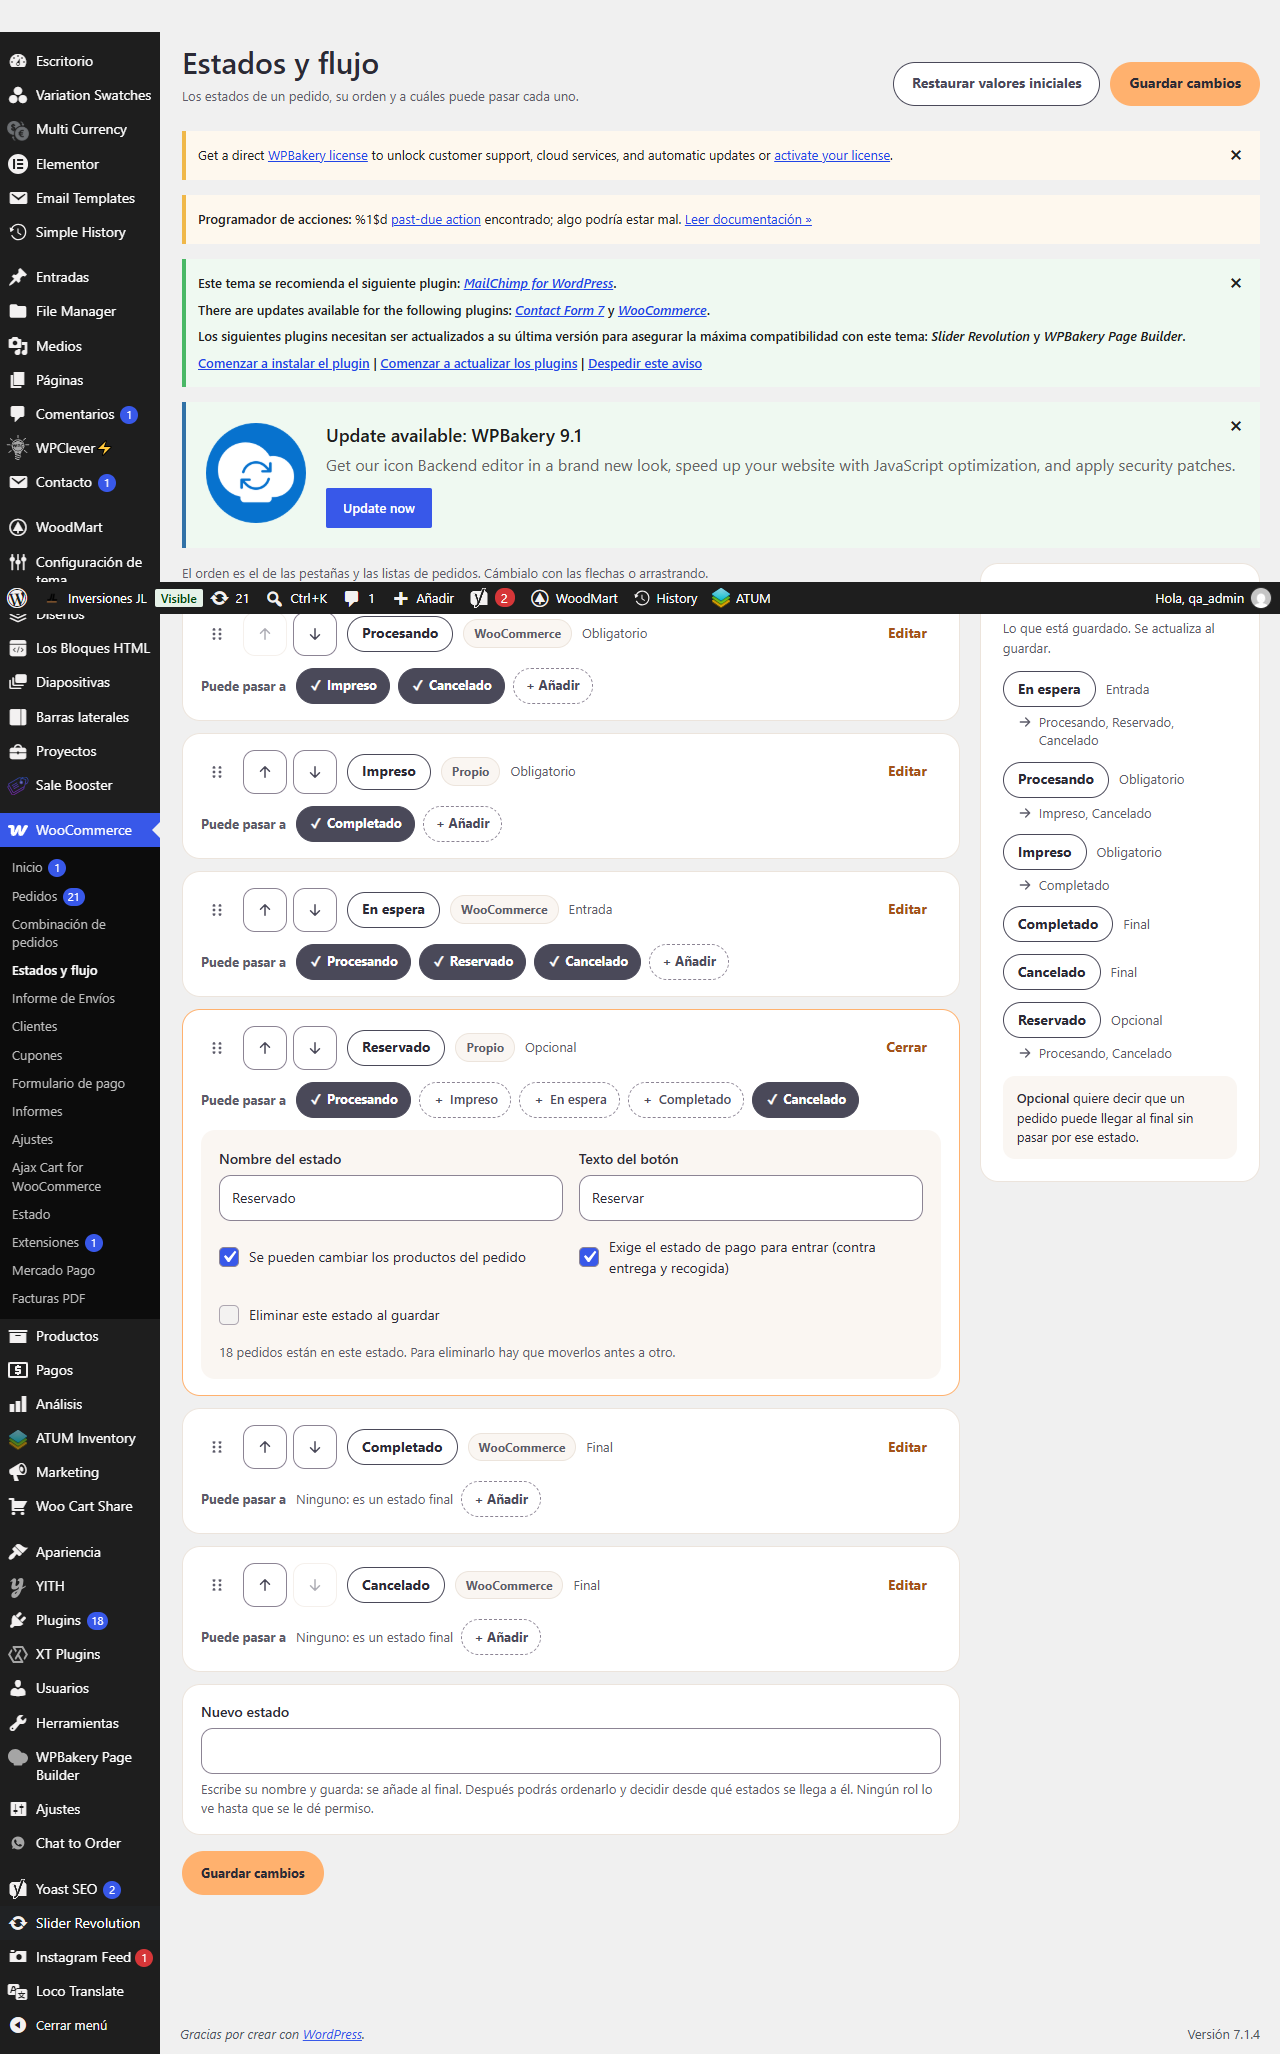 Escritorio
Variation Swatches
Multi Currency
Elementor
Email Templates
Simple History
Entradas
File Manager
Medios
Páginas
Comentarios 1
WPClever⚡
Contacto 1
WoodMart
Configuración de
tema
Diseños
Los Bloques HTML
Diapositivas
Barras laterales
Proyectos
Sale Booster
WooCommerce
Inicio 1
Pedidos 21
Combinación de
pedidos
Estados y flujo
Informe de Envíos
Clientes
Cupones
Formulario de pago
Informes
Ajustes
Ajax Cart for
WooCommerce
Estado
Extensiones 1
Mercado Pago
Facturas PDF
Productos
Pagos
Análisis
ATUM Inventory
Marketing
Woo Cart Share
Apariencia
YITH
Plugins 18
XT Plugins
Usuarios
Herramientas
WPBakery Page
Builder
Ajustes
Chat to Order
Yoast SEO 2
Slider Revolution
Instagram Feed 1
Loco Translate
Cerrar menú
Estados y flujo
Los estados de un pedido, su orden y a cuáles puede pasar cada uno.
Restaurar valores iniciales
Guardar cambios
Get a direct WPBakery license to unlock customer support, cloud services, and automatic updates or activate your license.
Programador de acciones: %1$d past-due action encontrado; algo podría estar mal. Leer documentación »
Este tema se recomienda el siguiente plugin: MailChimp for WordPress.
There are updates available for the following plugins: Contact Form 7 y WooCommerce.
Los siguientes plugins necesitan ser actualizados a su última versión para asegurar la máxima compatibilidad con este tema: Slider Revolution y WPBakery Page Builder.
Comenzar a instalar el plugin | Comenzar a actualizar los plugins | Despedir este aviso
Update available: WPBakery 9.1
Get our icon Backend editor in a brand new look, speed up your website with JavaScript optimization, and apply security patches.
Update now
El orden es el de las pestañas y las listas de pedidos. Cámbialo con las flechas o arrastrando.
Inversiones JL Visible 21 Ctrl+K 1 Añadir 2 WoodMart History ATUM Hola, qa_admin
Procesando WooCommerce Obligatorio Editar
Puede pasar a ✓ Impreso ✓ Cancelado + Añadir
Impreso Propio Obligatorio Editar
Puede pasar a ✓ Completado + Añadir
En espera WooCommerce Entrada Editar
Puede pasar a ✓ Procesando ✓ Reservado ✓ Cancelado + Añadir
Reservado Propio Opcional Cerrar
Puede pasar a ✓ Procesando + Impreso + En espera + Completado ✓ Cancelado
Nombre del estado
Reservado
Texto del botón
Reservar
Se pueden cambiar los productos del pedido
Exige el estado de pago para entrar (contra
entrega y recogida)
Eliminar este estado al guardar
18 pedidos están en este estado. Para eliminarlo hay que moverlos antes a otro.
Completado WooCommerce Final Editar
Puede pasar a Ninguno: es un estado final + Añadir
Cancelado WooCommerce Final Editar
Puede pasar a Ninguno: es un estado final + Añadir
Nuevo estado
Escribe su nombre y guarda: se añade al final. Después podrás ordenarlo y decidir desde qué estados se llega a él. Ningún rol lo
ve hasta que se le dé permiso.
Guardar cambios
Lo que está guardado. Se actualiza al
guardar.
En espera Entrada
→ Procesando, Reservado,
Cancelado
Procesando Obligatorio
→ Impreso, Cancelado
Impreso Obligatorio
→ Completado
Completado Final
Cancelado Final
Reservado Opcional
→ Procesando, Cancelado
Opcional quiere decir que un
pedido puede llegar al final sin
pasar por ese estado.
Gracias por crear con WordPress.
Versión 7.1.4